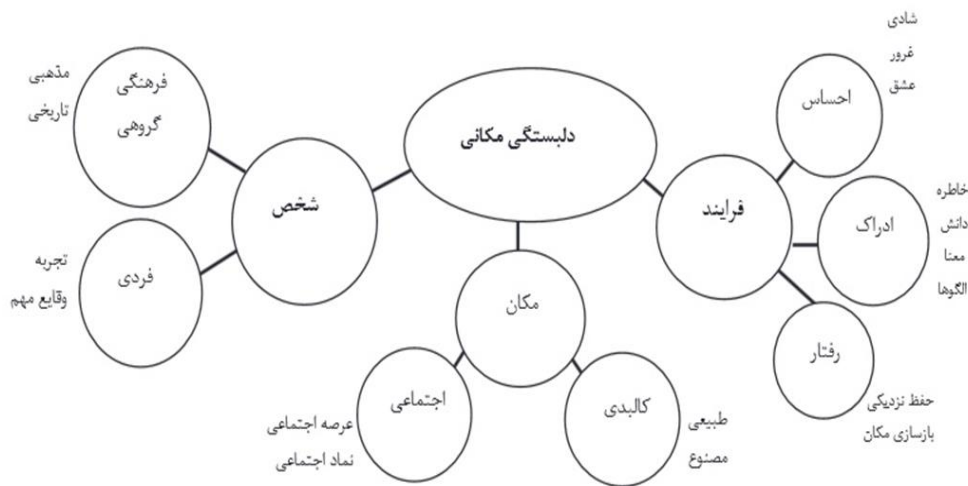 دلبستگی مکانی
فرایند
احساس
شادی
غرور
عشق
ادراک
خاطره
دانش
معنا
الگوها
رفتار
حفظ نزدیکی
بازسازی مکان
مکان
کالبدی
طبیعی
مصنوع
اجتماعی
عرصه اجتماعی
نماد اجتماعی
شخص
فرهنگی
گروهی
مذهبی
تاریخی
فردی
تجربه
وقایع مهم